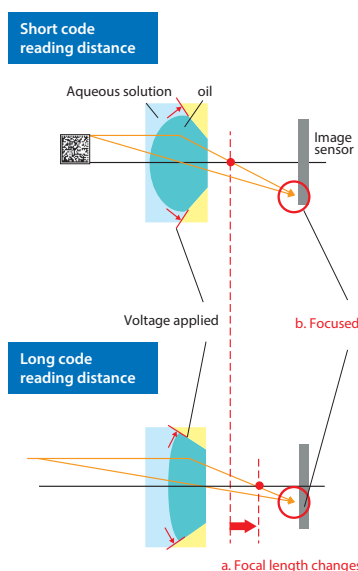 Short code
reading distance
Aqueous solution
oil
Image
sensor
Voltage applied
b. Focused
Long code
reading distance
a. Focal length changes